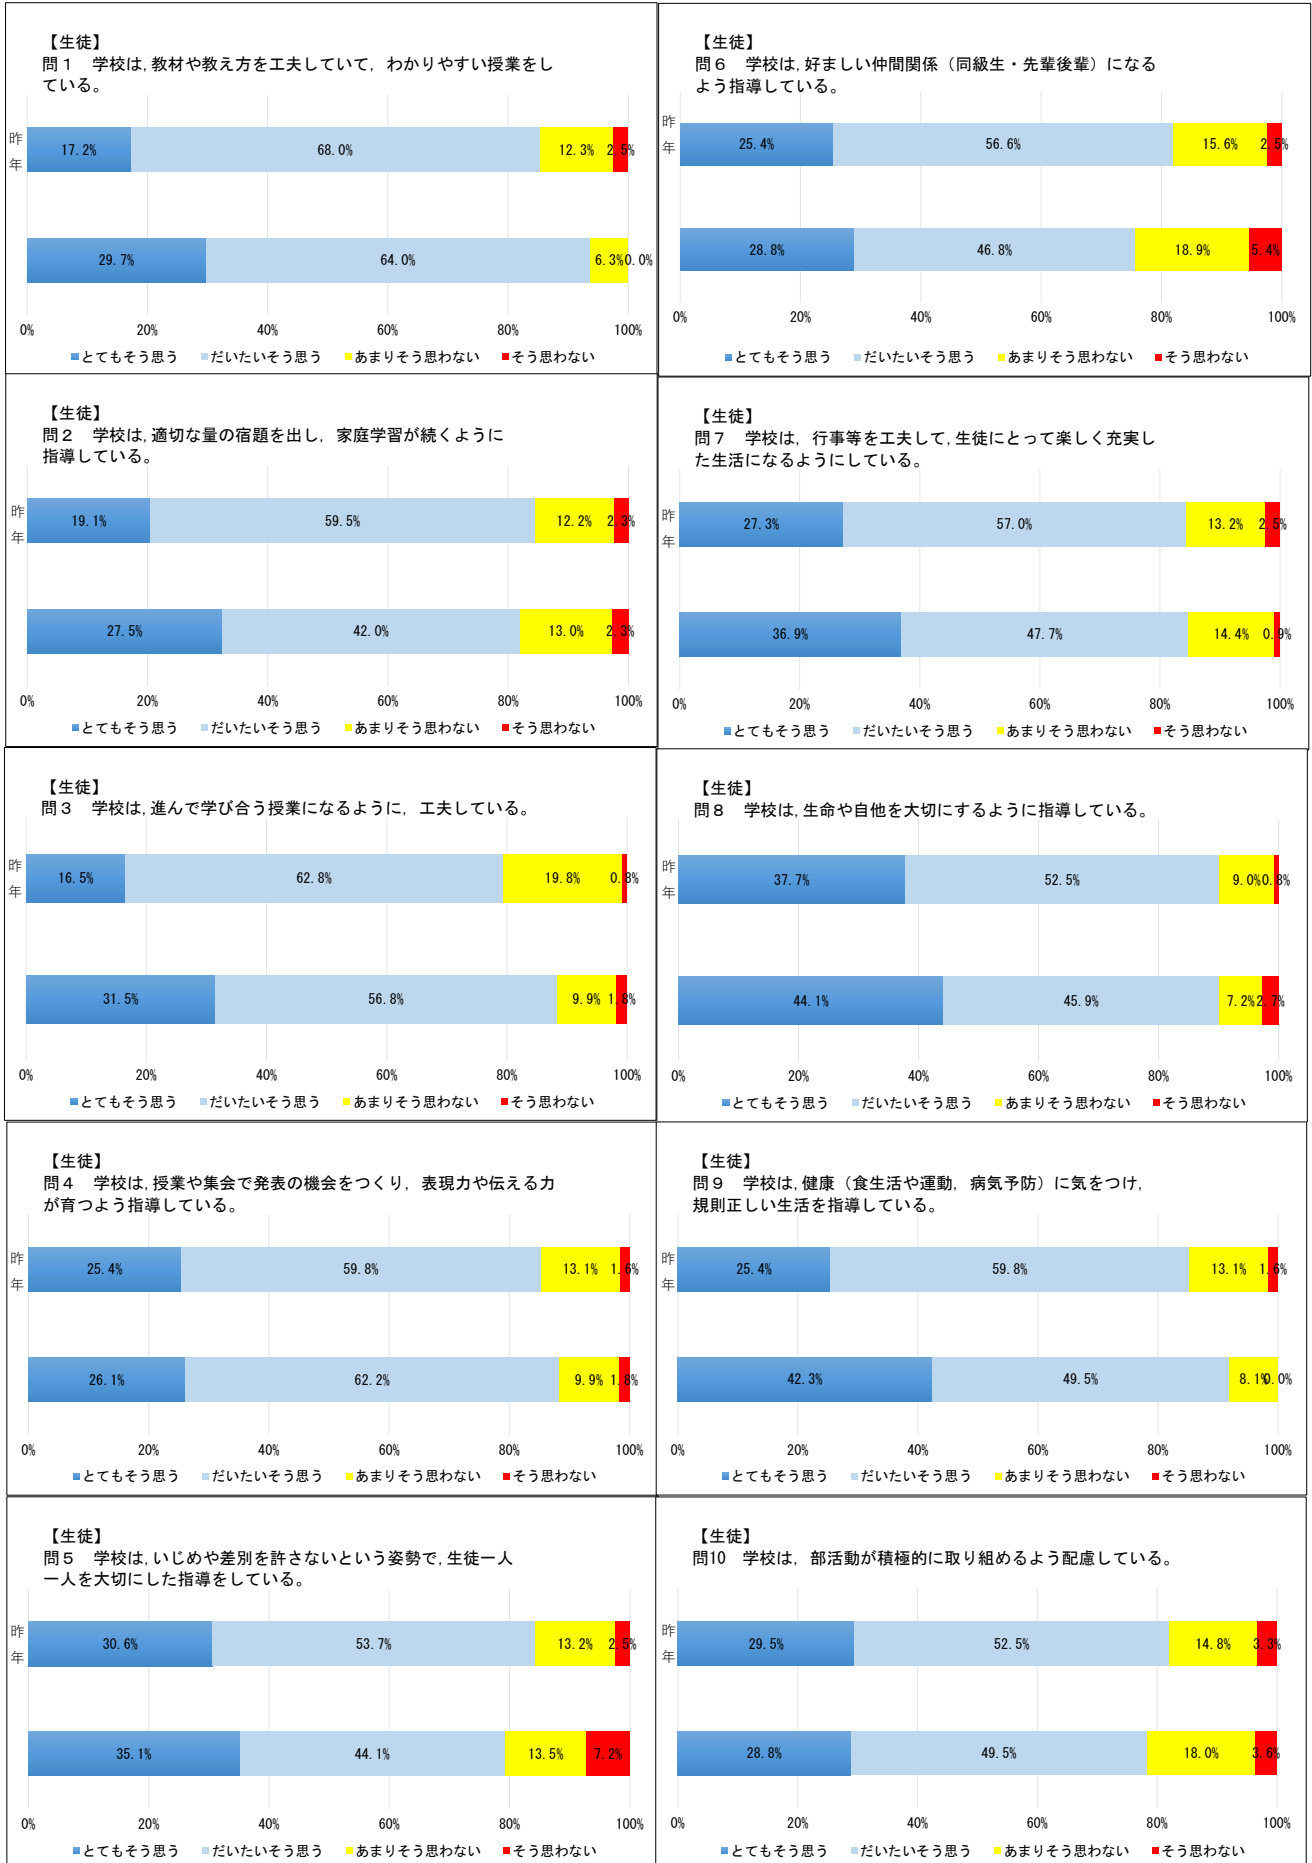 【生徒】
問１　学校は,教材や教え方を工夫していて，わかりやすい授業をし
ている。
昨
年
17.2% 68.0% 12.3% 2.5%
29.7% 64.0% 6.3% 0.0%
0% 20% 40% 60% 80% 100%
とてもそう思う だいたいそう思う あまりそう思わない そう思わない
【生徒】
問２　学校は,適切な量の宿題を出し，家庭学習が続くように
指導している。
昨
年
19.1% 59.5% 12.2% 2.3%
27.5% 42.0% 13.0% 2.3%
0% 20% 40% 60% 80% 100%
とてもそう思う だいたいそう思う あまりそう思わない そう思わない
【生徒】
問３　学校は,進んで学び合う授業になるように，工夫している。
昨
年
16.5% 62.8% 19.8% 0.8%
31.5% 56.8% 9.9% 1.8%
0% 20% 40% 60% 80% 100%
とてもそう思う だいたいそう思う あまりそう思わない そう思わない
【生徒】
問４　学校は,授業や集会で発表の機会をつくり，表現力や伝える力
が育つよう指導している。
昨
年
25.4% 59.8% 13.1% 1.6%
26.1% 62.2% 9.9% 1.8%
0% 20% 40% 60% 80% 100%
とてもそう思う だいたいそう思う あまりそう思わない そう思わない
【生徒】
問５　学校は,いじめや差別を許さないという姿勢で,生徒一人
一人を大切にした指導をしている。
昨
年
30.6% 53.7% 13.2% 2.5%
35.1% 44.1% 13.5% 7.2%
0% 20% 40% 60% 80% 100%
とてもそう思う だいたいそう思う あまりそう思わない そう思わない
【生徒】
問６　学校は,好ましい仲間関係（同級生・先輩後輩）になる
よう指導している。
昨
年
25.4% 56.6% 15.6% 2.5%
28.8% 46.8% 18.9% 5.4%
0% 20% 40% 60% 80% 100%
とてもそう思う だいたいそう思う あまりそう思わない そう思わない
【生徒】
問７　学校は，行事等を工夫して,生徒にとって楽しく充実し
た生活になるようにしている。
昨
年
27.3% 57.0% 13.2% 2.5%
36.9% 47.7% 14.4% 0.9%
0% 20% 40% 60% 80% 100%
とてもそう思う だいたいそう思う あまりそう思わない そう思わない
【生徒】
問８　学校は,生命や自他を大切にするように指導している。
昨
年
37.7% 52.5% 9.0% 0.8%
44.1% 45.9% 7.2% 2.7%
0% 20% 40% 60% 80% 100%
とてもそう思う だいたいそう思う あまりそう思わない そう思わない
【生徒】
問９　学校は,健康（食生活や運動，病気予防）に気をつけ,
規則正しい生活を指導している。
昨
年
25.4% 59.8% 13.1% 1.6%
42.3% 49.5% 8.1% 0.0%
0% 20% 40% 60% 80% 100%
とてもそう思う だいたいそう思う あまりそう思わない そう思わない
【生徒】
問10　学校は，部活動が積極的に取り組めるよう配慮している。
昨
年
29.5% 52.5% 14.8% 3.3%
28.8% 49.5% 18.0% 3.6%
0% 20% 40% 60% 80% 100%
とてもそう思う だいたいそう思う あまりそう思わない そう思わない